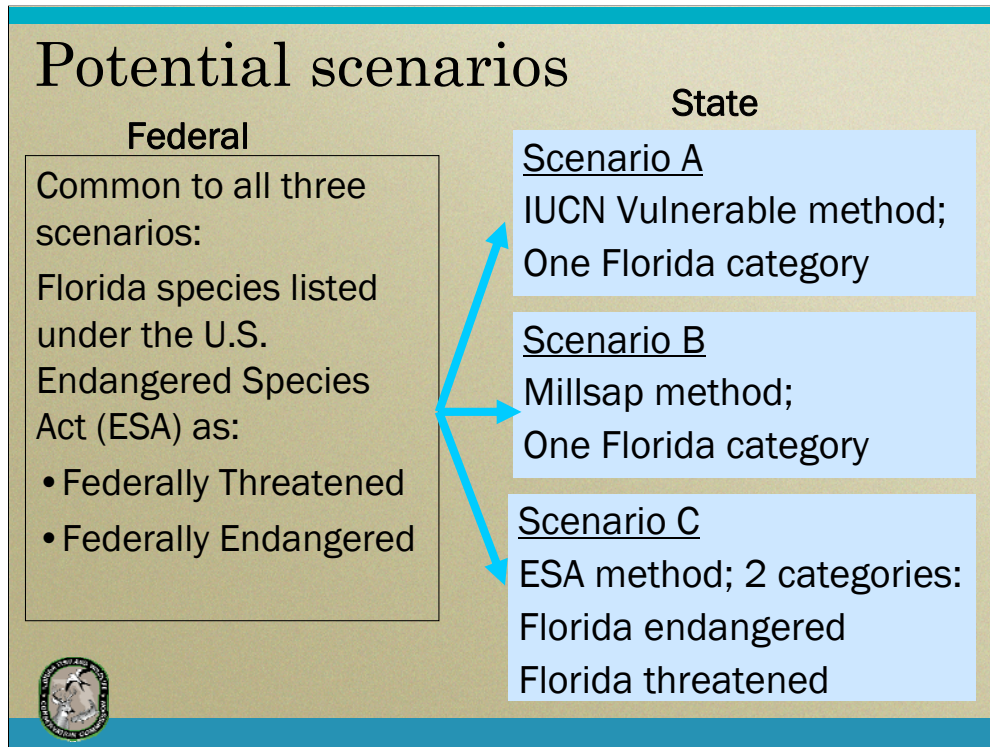 Potential scenarios
Federal
Common to all three
scenarios:
Florida species listed
under the U.S.
Endangered Species
Act (ESA) as:
•Federally Threatened
•Federally Endangered
State
Scenario A
IUCN Vulnerable method;
One Florida category
Scenario B
Millsap method;
One Florida category
Scenario C
ESA method; 2 categories:
Florida endangered
Florida threatened